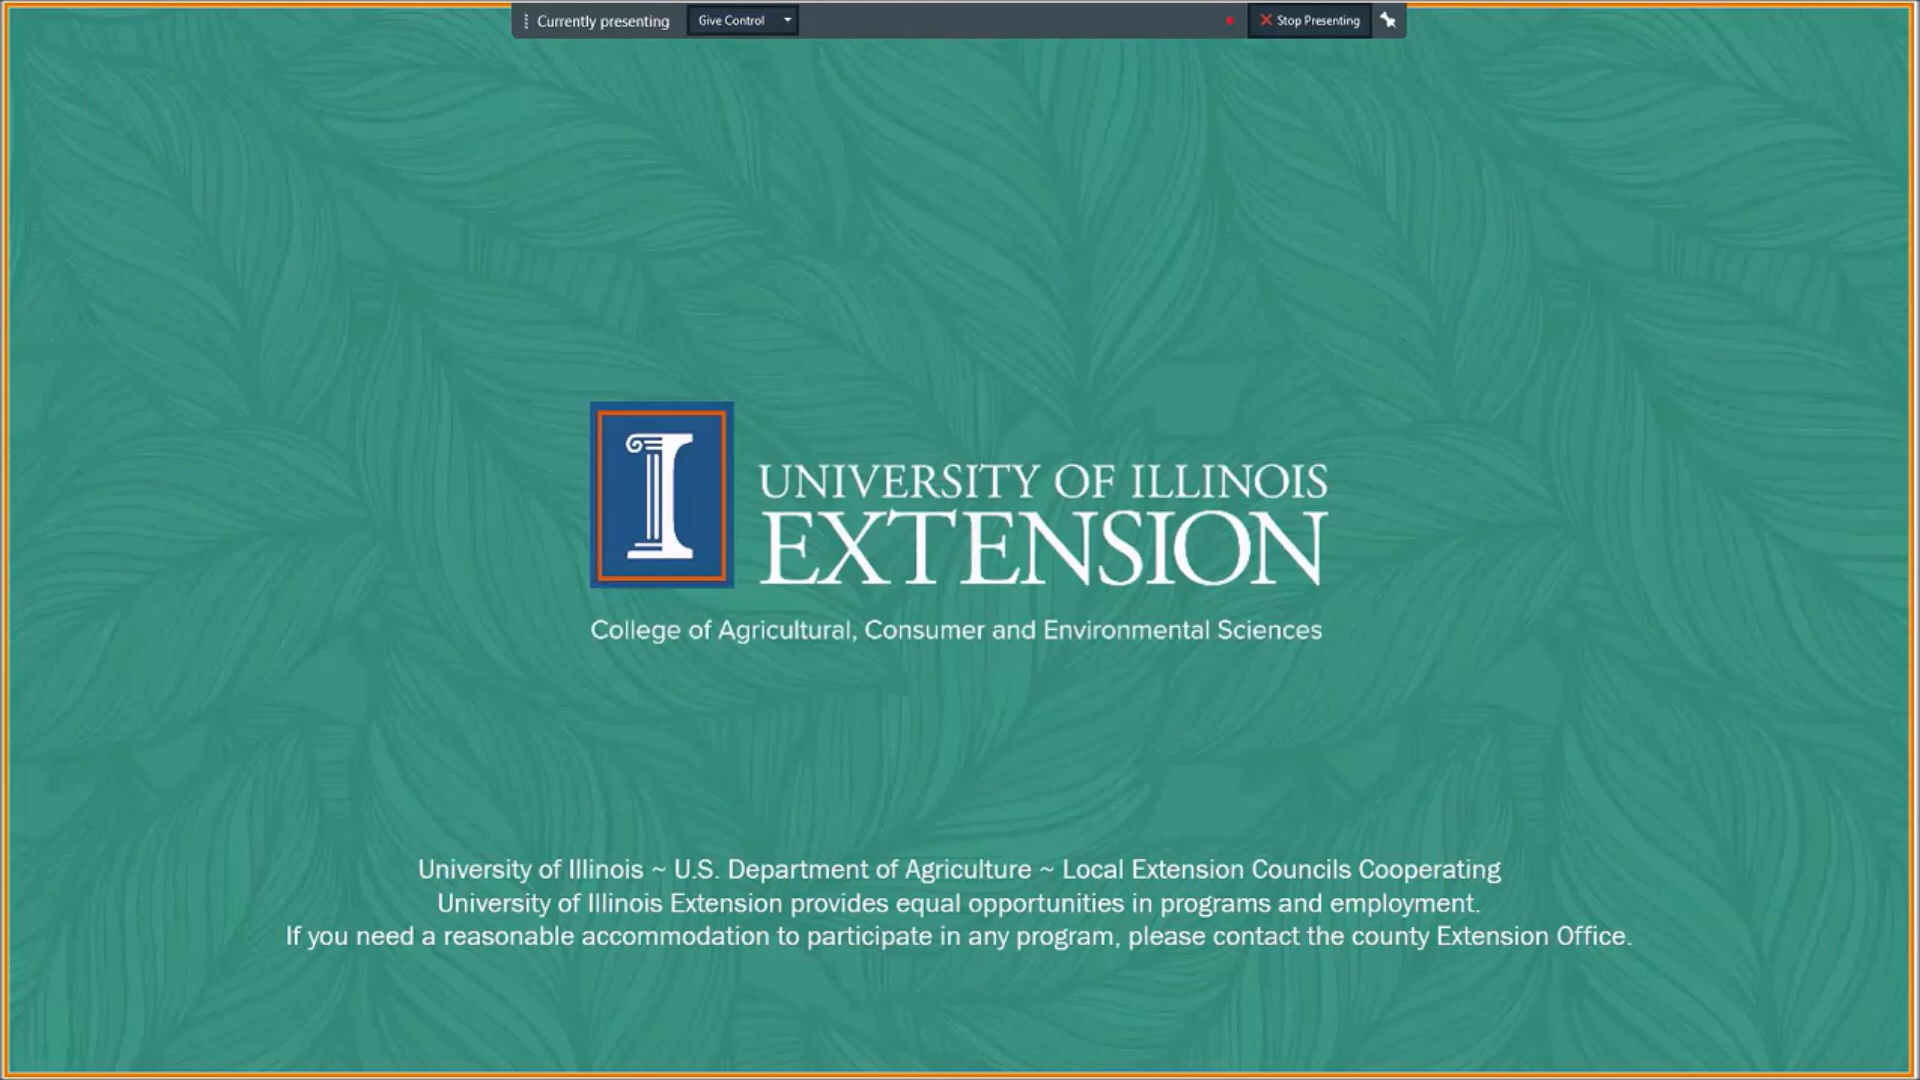 Currently presenting Give Control Stop Presenting
I
UNIVERSITY OF ILLINOIS
EXTENSION
College of Agricultural, Consumer and Environmental Sciences
University of Illinois ~ U.S. Department of Agriculture ~ Local Extension Councils Cooperating
University of Illinois Extension provides equal opportunities in programs and employment.
If you need a reasonable accommodation to participate in any program, please contact the county Extension Office.